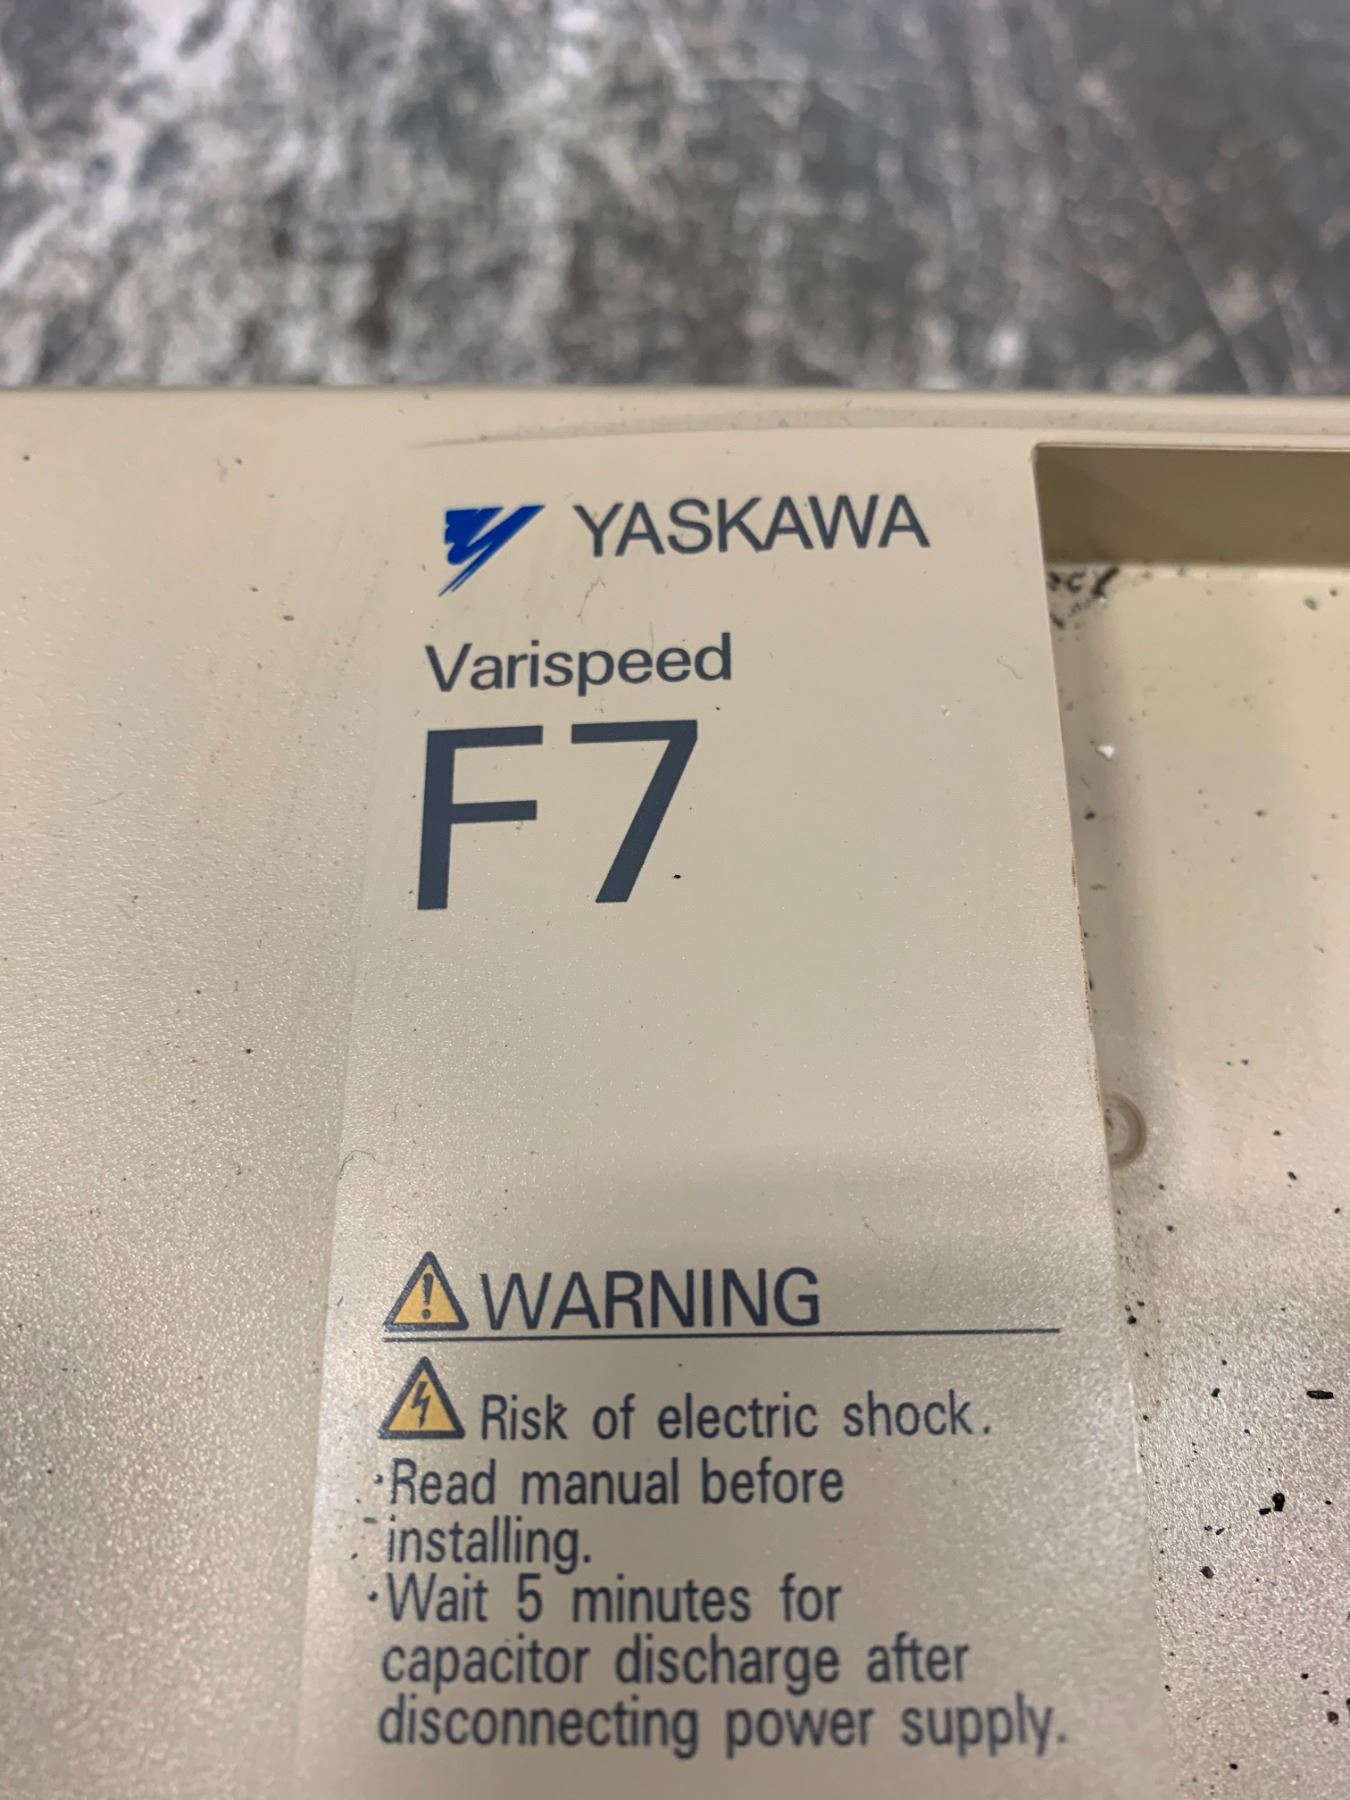 YASKAWA
Varispeed
F7
WARNING
Risk of electric shock.
·Read manual before
installing.
·Wait 5 minutes for
capacitor discharge after
disconnecting power supply.